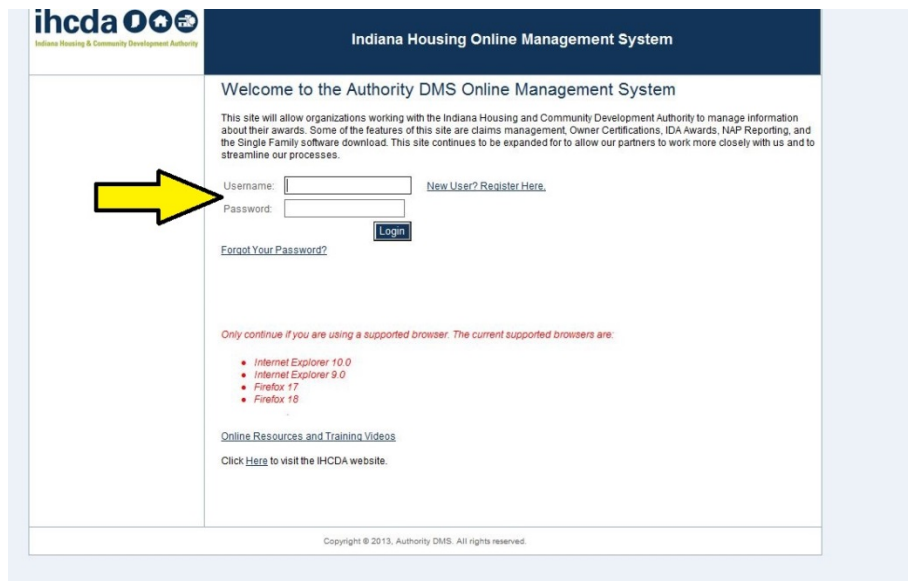 ihcda
Indiana Housing & Community Development Authority
Indiana Housing Online Management System
Welcome to the Authority DMS Online Management System
This site will allow organizations working with the Indiana Housing and Community Development Authority to manage information
about their awards. Some of the features of this site are claims management, Owner Certifications, IDA Awards, NAP Reporting, and
the Single Family software download. This site continues to be expanded for to allow our partners to work more closely with us and to
streamline our processes.
Username: New User? Register Here.
Password:
Login
Forgot Your Password?
Only continue if you are using a supported browser. The current supported browsers are:
• Internet Explorer 10.0
• Internet Explorer 9.0
• Firefox 17
• Firefox 18
Online Resources and Training Videos
Click Here to visit the IHCDA website.
Copyright © 2013, Authority DMS. All rights reserved.